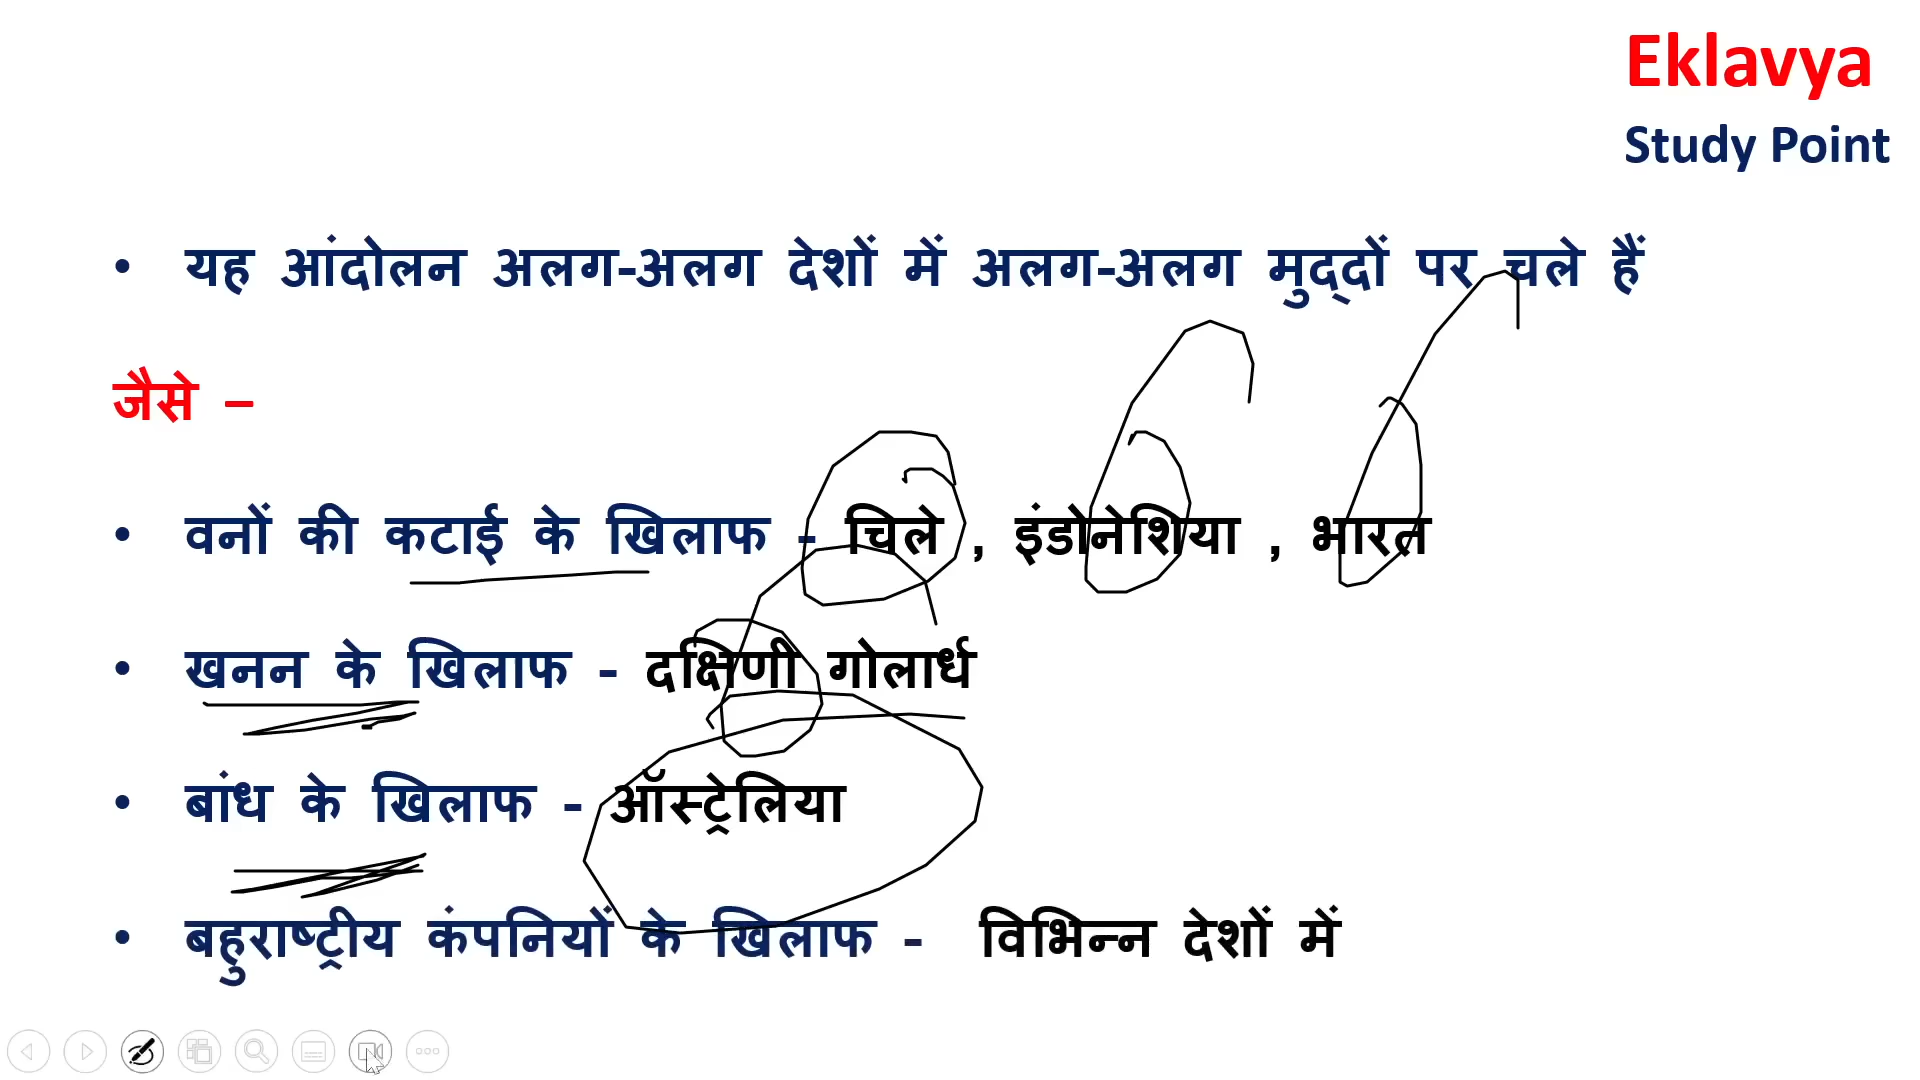 Eklavya
Study Point
• यह आंदोलन अलग-अलग देशों में अलग-अलग मुद्दों पर चले हैं
जैसे –
• वनों की कटाई के खिलाफ - चिले , इंडोनेशिया , भारत
• खनन के खिलाफ - दक्षिणी गोलार्ध
• बांध के खिलाफ - ऑस्ट्रेलिया
• बहुराष्ट्रीय कंपनियों के खिलाफ - विभिन्न देशों में